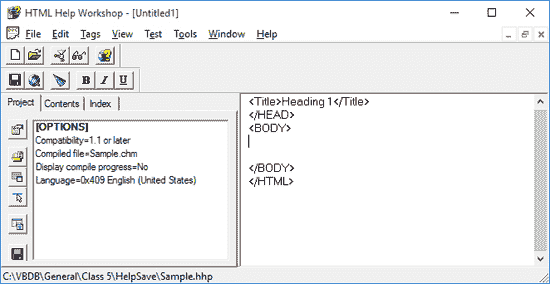 HTML Help Workshop - [Untitled1]
File Edit Tags View Test Tools Window Help
B I U
Project Contents Index
[OPTIONS]
Compatibility=1.1 or later
Compiled file=Sample.chm
Display compile progress=No
Language=0x409 English (United States)
<Title>Heading 1</Title>
</HEAD>
<BODY>
</BODY>
</HTML>
C:\VBDB\General\Class 5\HelpSave\Sample.hhp